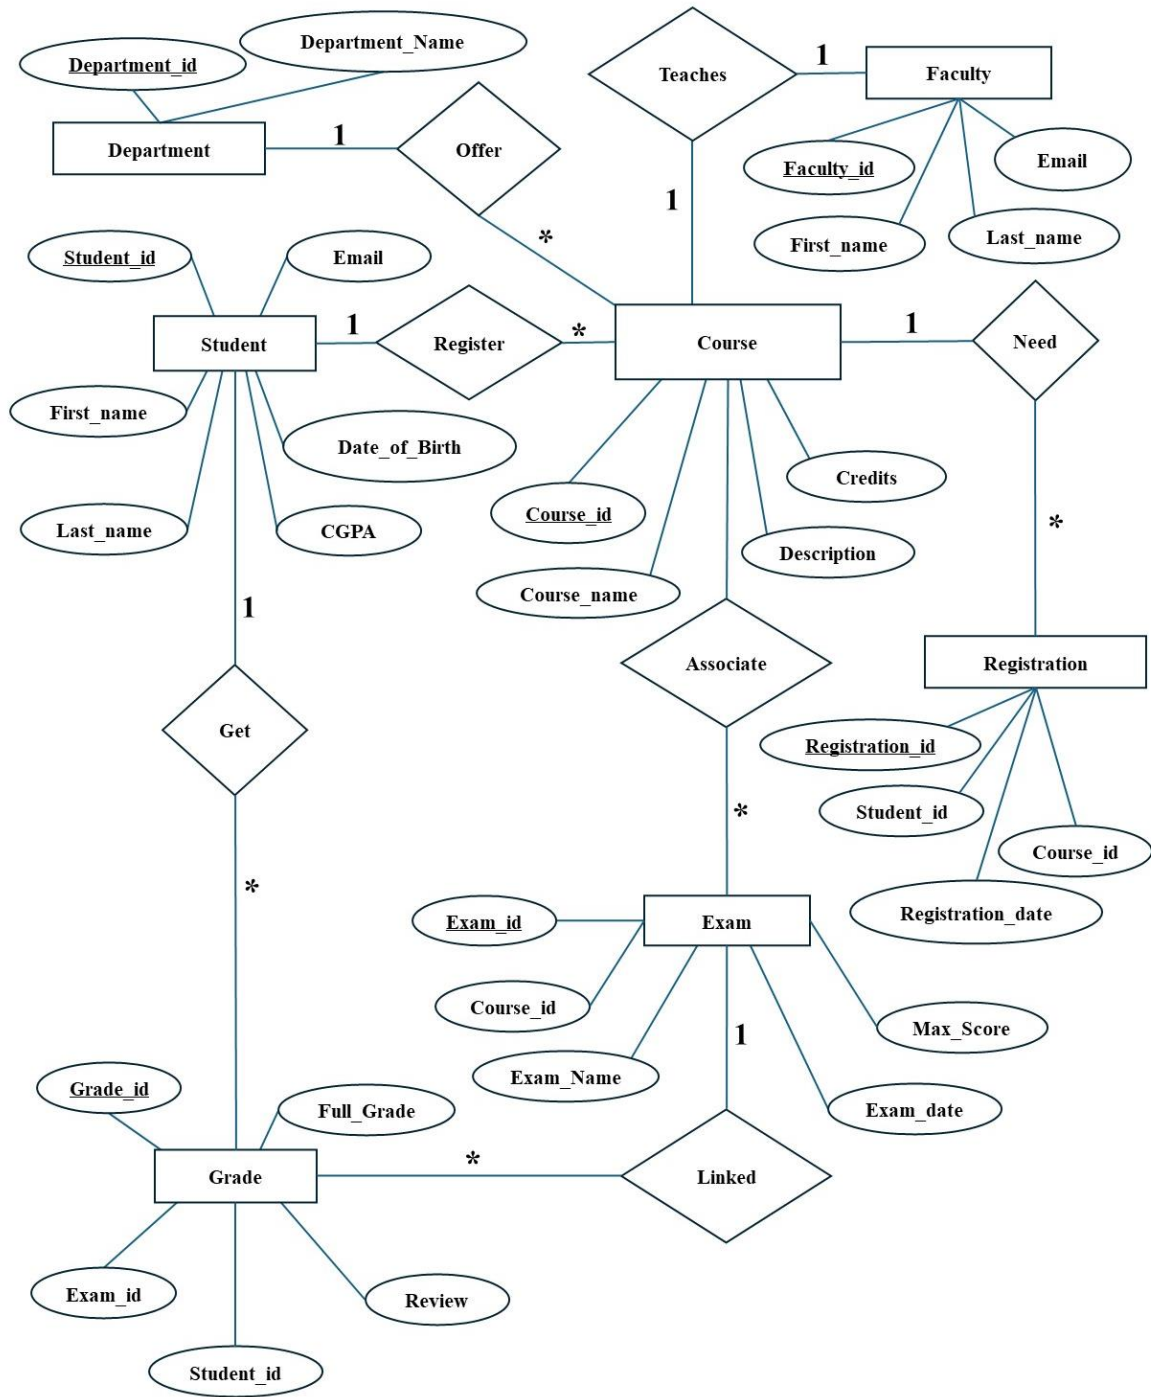 Department_Name
Department_id
Teaches
1
Faculty
Department
1
Offer
Faculty_id
Email
1
First_name
Last_name
*
Student_id
Email
Student
1
Register
*
Course
1
Need
First_name
Date_of_Birth
Credits
Course_id
Last_name
CGPA
*
Description
Course_name
1
Associate
Registration
Get
Registration_id
*
Student_id
Course_id
*
Registration_date
Exam_id
Exam
Course_id
Max_Score
1
Exam_Name
Grade_id
Full_Grade
Exam_date
*
Grade
Linked
Exam_id
Review
Student_id